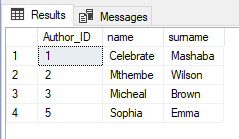 Results Messages
Author_ID name surname
1 1 Celebrate Mashaba
2 2 Mthembe Wilson
3 3 Micheal Brown
4 5 Sophia Emma